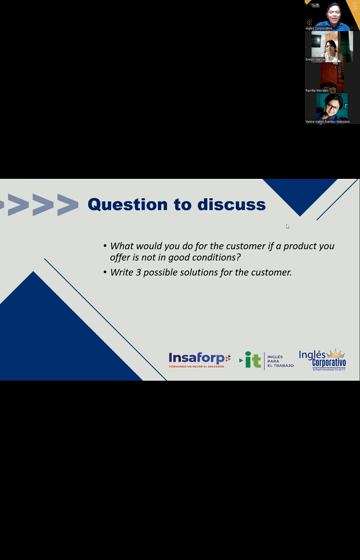 Question to discuss
• What would you do for the customer if a product you
offer is not in good conditions?
• Write 3 possible solutions for the customer.
Insaforp
it
INGLÉS
PARA
EL TRABAJO
Inglés
Corporativo